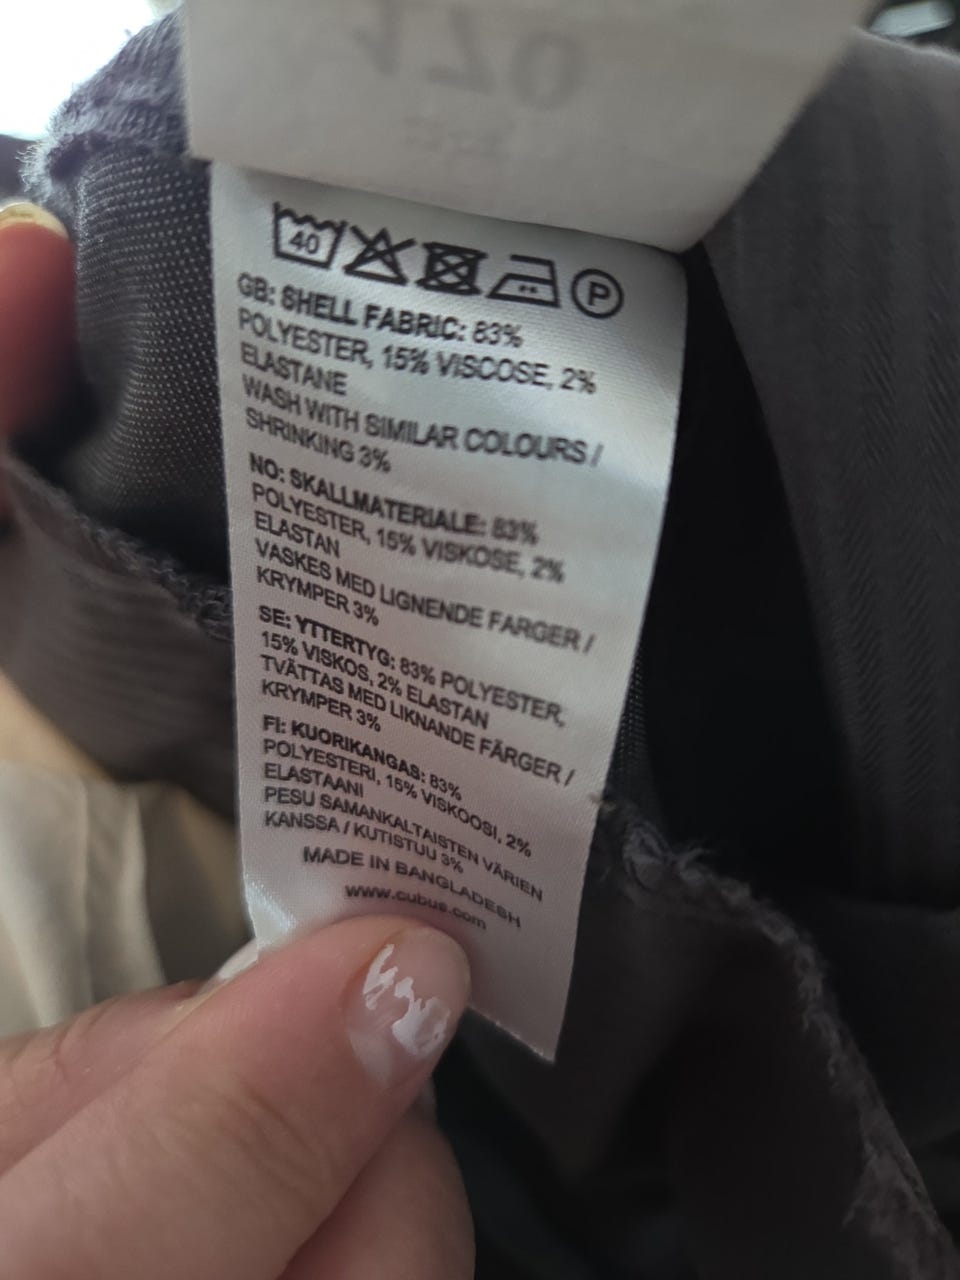 170
40
P
GB: SHELL FABRIC: 83%
POLYESTER, 15% VISCOSE, 2%
ELASTANE
WASH WITH SIMILAR COLOURS /
SHRINKING 3%
NO: SKALLMATERIALE: 83%
POLYESTER, 15% VISKOSE, 2%
ELASTAN
VASKES MED LIGNENDE FARGER /
KRYMPER 3%
SE: YTTERTYG: 83% POLYESTER,
15% VISKOS, 2% ELASTAN
TVÄTTAS MED LIKNANDE FÄRGER /
KRYMPER 3%
FI: KUORIKANGAS: 83%
POLYESTERI, 15% VISKOOSI, 2%
ELASTAANI
PESU SAMANKALTAISTEN VÄRIEN
KANSSA / KUTISTUU 3%
MADE IN BANGLADESH
www.cubus.com